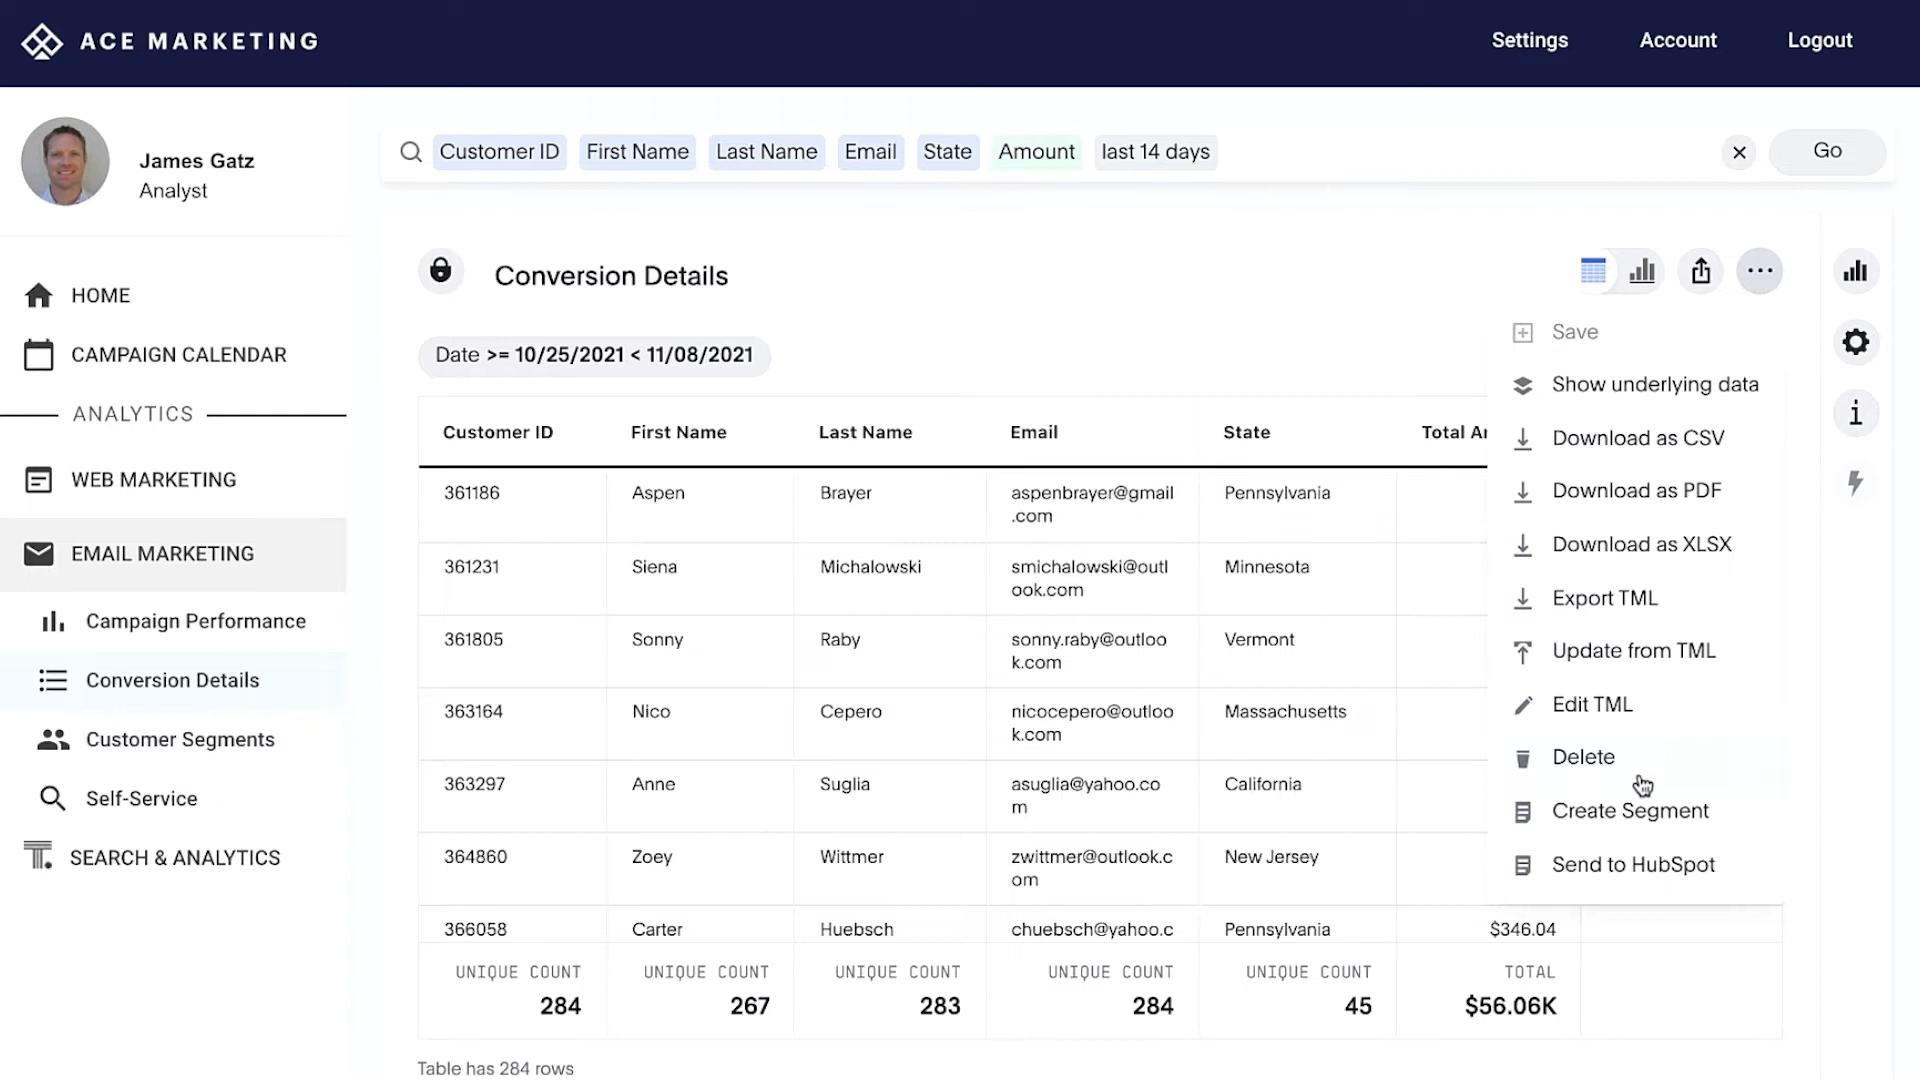 ACE MARKETING
Settings Account Logout
James Gatz
Analyst
Customer ID First Name Last Name Email State Amount last 14 days
Go
HOME
CAMPAIGN CALENDAR
ANALYTICS
WEB MARKETING
EMAIL MARKETING
Campaign Performance
Conversion Details
Customer Segments
Self-Service
SEARCH & ANALYTICS
Conversion Details
Date >= 10/25/2021 < 11/08/2021
Customer ID First Name Last Name Email State Total Ar
361186 Aspen Brayer aspenbrayer@gmail Pennsylvania
.com
361231 Siena Michalowski smichalowski@outl Minnesota
ook.com
361805 Sonny Raby sonny.raby@outloo Vermont
k.com
363164 Nico Cepero nicocepero@outloo Massachusetts
k.com
363297 Anne Suglia asuglia@yahoo.co California
m
364860 Zoey Wittmer zwittmer@outlook.c New Jersey
om
366058 Carter Huebsch chuebsch@yahoo.c Pennsylvania $346.04
UNIQUE COUNT UNIQUE COUNT UNIQUE COUNT UNIQUE COUNT UNIQUE COUNT TOTAL
284 267 283 284 45 $56.06K
Table has 284 rows
Save
Show underlying data
Download as CSV
Download as PDF
Download as XLSX
Export TML
Update from TML
Edit TML
Delete
Create Segment
Send to HubSpot